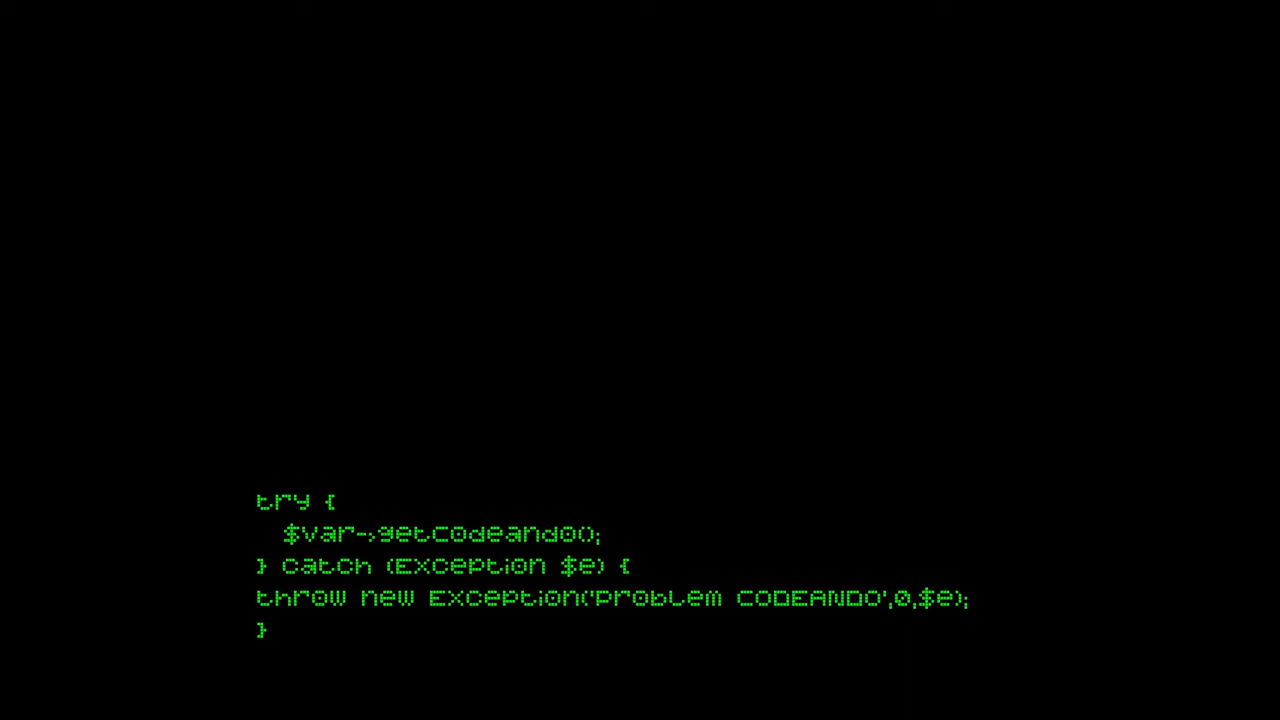 try {
  $var->getCodeando();
} catch (Exception $e) {
throw new Exception('Problem CODEANDO',0,$e);
}